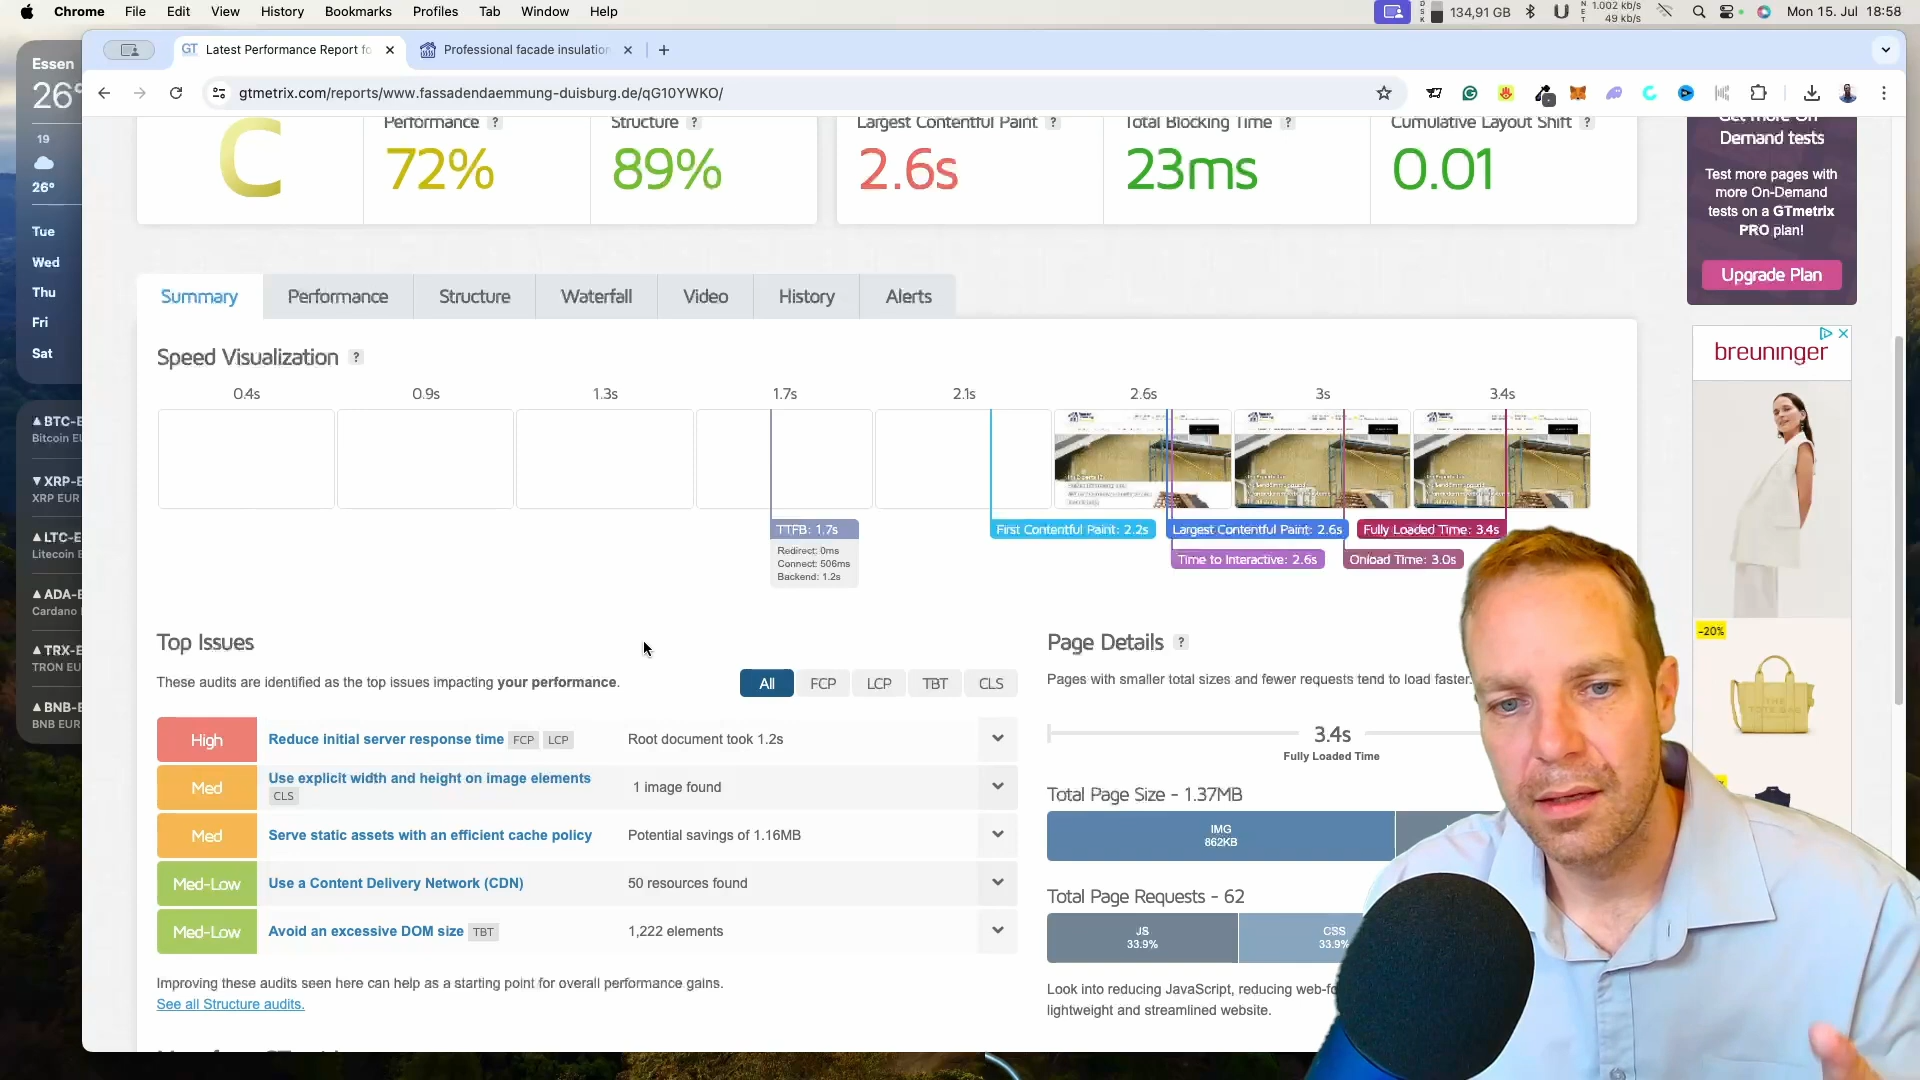 Chrome File Edit View History Bookmarks Profiles Tab Window Help
134,91 GB
1.002 kb/s
49 kb/s
Mon 15. Jul 18:58
Latest Performance Report fo
Professional facade insulation
gtmetrix.com/reports/www.fassadendaemmung-duisburg.de/qG10YWKO/
Essen
26°
19
26°
Tue
Wed
Thu
Fri
Sat
▲ BTC-E
Bitcoin EU
▼ XRP-E
XRP EUR
▲ LTC-E
Litecoin E
▲ ADA-E
Cardano
▲ TRX-E
TRON EU
▲ BNB-E
BNB EUR
C
Performance ?
72%
Structure ?
89%
Largest Contentful Paint ?
2.6s
Total Blocking Time ?
23ms
Cumulative Layout Shift ?
0.01
Get more On-
Demand tests
Test more pages with
more On-Demand
tests on a GTmetrix
PRO plan!
Upgrade Plan
Summary Performance Structure Waterfall Video History Alerts
Speed Visualization ?
0.4s 0.9s 1.3s 1.7s 2.1s 2.6s 3s 3.4s
TTFB: 1.7s
Redirect: 0ms
Connect: 506ms
Backend: 1.2s
First Contentful Paint: 2.2s
Largest Contentful Paint: 2.6s
Fully Loaded Time: 3.4s
Time to Interactive: 2.6s
Onload Time: 3.0s
Top Issues
These audits are identified as the top issues impacting your performance.
All FCP LCP TBT CLS
High Reduce initial server response time FCP LCP Root document took 1.2s
Med Use explicit width and height on image elements CLS 1 image found
Med Serve static assets with an efficient cache policy Potential savings of 1.16MB
Med-Low Use a Content Delivery Network (CDN) 50 resources found
Med-Low Avoid an excessive DOM size TBT 1,222 elements
Improving these audits seen here can help as a starting point for overall performance gains.
See all Structure audits.
Page Details ?
Pages with smaller total sizes and fewer requests tend to load faster.
3.4s
Fully Loaded Time
Total Page Size - 1.37MB
IMG
862KB
Total Page Requests - 62
JS
33.9%
CSS
33.9%
Look into reducing JavaScript, reducing web-fo
lightweight and streamlined website.
breuninger
-20%